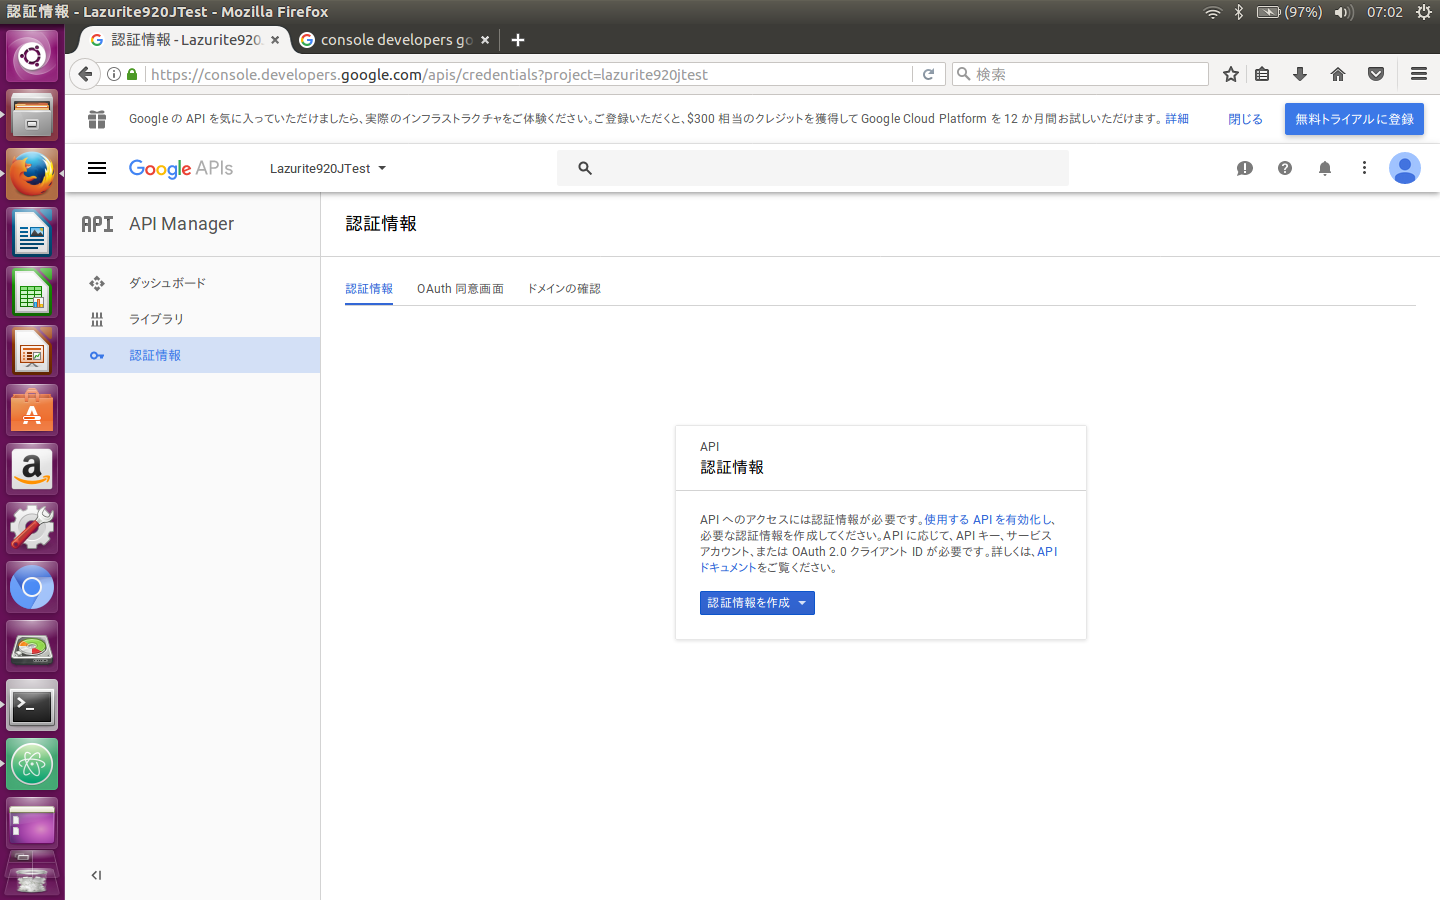 認証情報 - Lazurite920JTest - Mozilla Firefox
(97%) 07:02
認証情報 - Lazurite920
console developers go
https://console.developers.google.com/apis/credentials?project=lazurite920jtest
検索
Google の API を気に入っていただけましたら、実際のインフラストラクチャをご体験ください。ご登録いただくと、$300 相当のクレジットを獲得して Google Cloud Platform を 12 か月間お試しいただけます。 詳細
閉じる
無料トライアルに登録
Google APIs
Lazurite920JTest
API API Manager
認証情報
ダッシュボード
ライブラリ
認証情報
認証情報 OAuth 同意画面 ドメインの確認
API
認証情報
API へのアクセスには認証情報が必要です。使用する API を有効化し、
必要な認証情報を作成してください。API に応じて、API キー、サービス
アカウント、または OAuth 2.0 クライアント ID が必要です。詳しくは、API
ドキュメントをご覧ください。
認証情報を作成